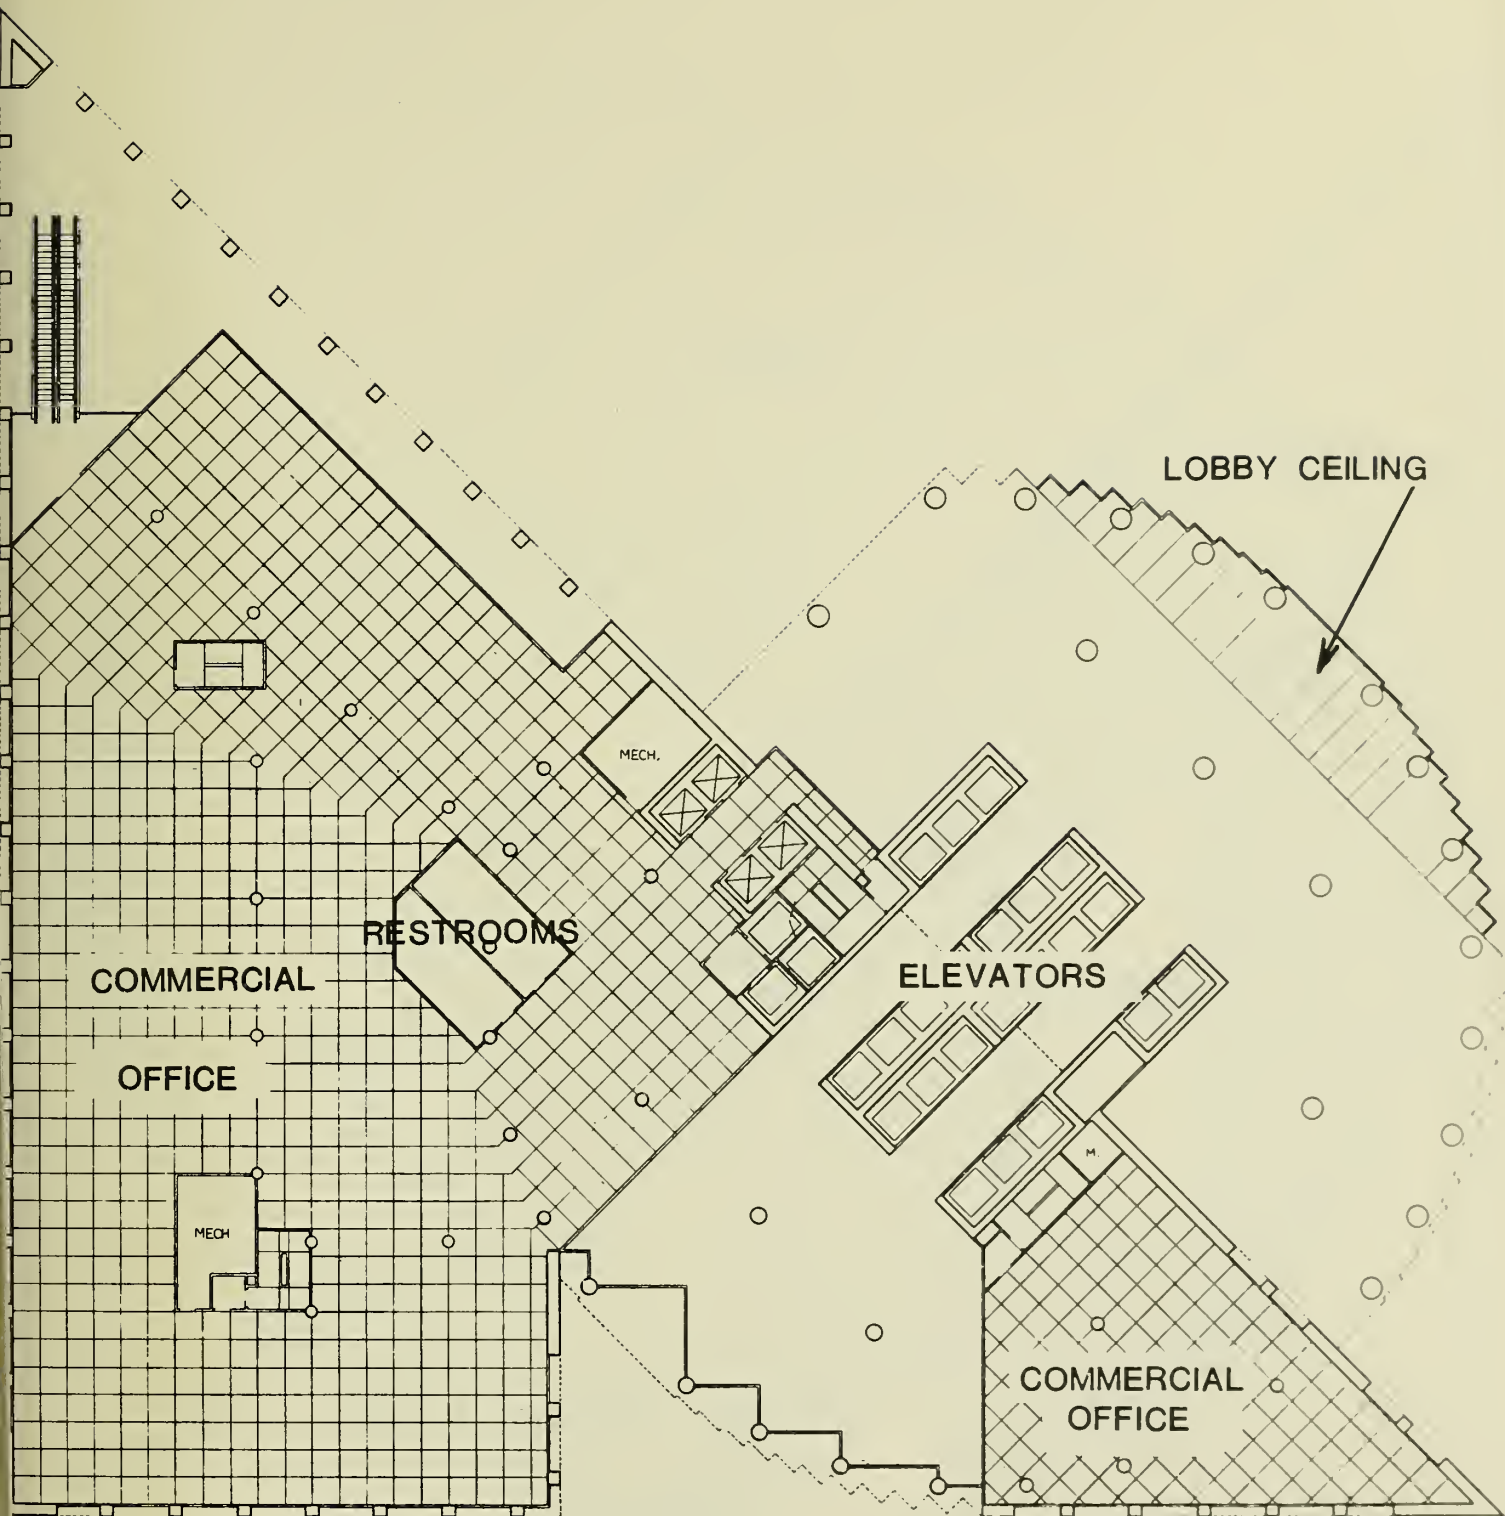 LOBBY CEILING
MECH.
RESTROOMS
COMMERCIAL
OFFICE
ELEVATORS
M.
MECH
COMMERCIAL
OFFICE